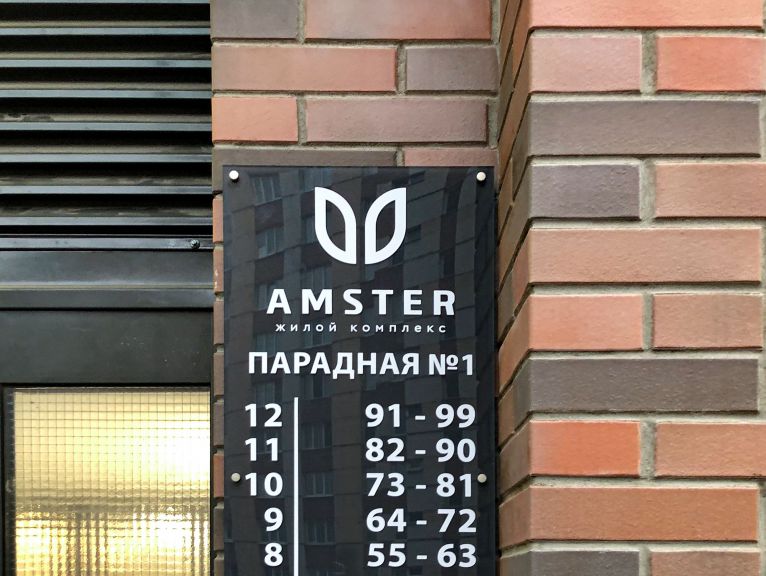 AMSTER
жилой комплекс
ПАРАДНАЯ №1
12 91 - 99
11 82 - 90
10 73 - 81
9 64 - 72
8 55 - 63